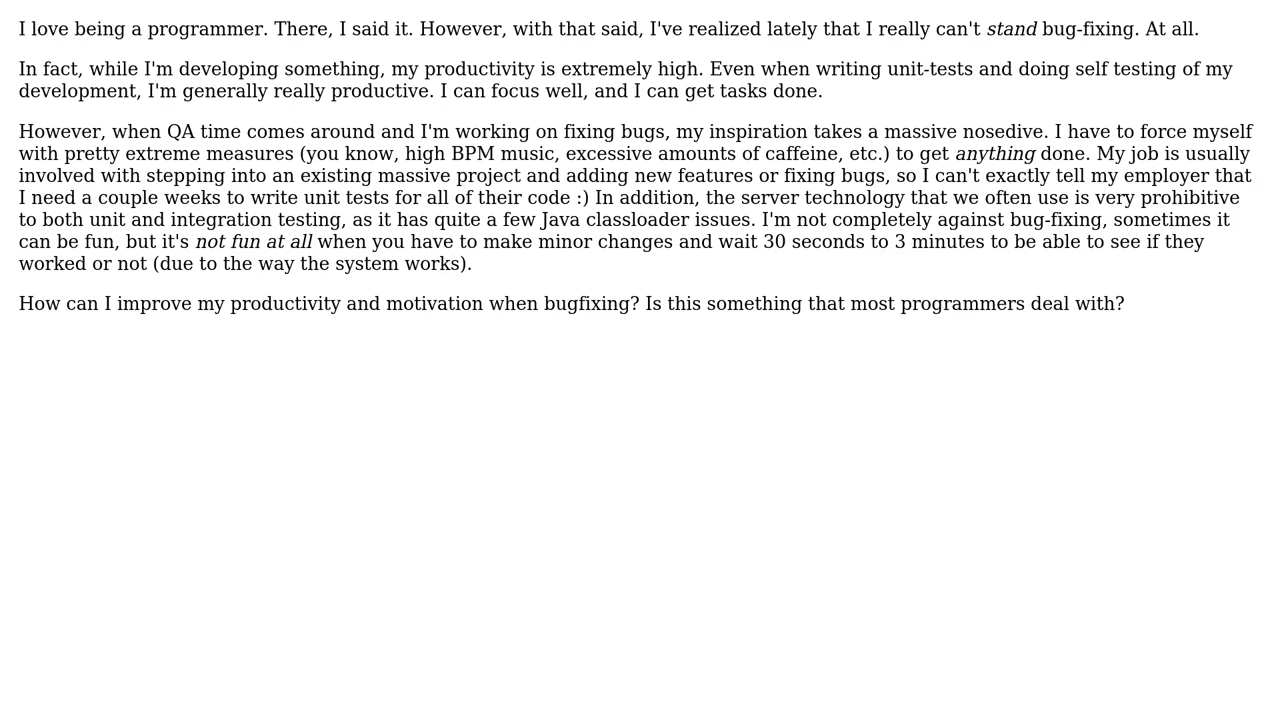 I love being a programmer. There, I said it. However, with that said, I've realized lately that I really can't stand bug-fixing. At all.
In fact, while I'm developing something, my productivity is extremely high. Even when writing unit-tests and doing self testing of my
development, I'm generally really productive. I can focus well, and I can get tasks done.
However, when QA time comes around and I'm working on fixing bugs, my inspiration takes a massive nosedive. I have to force myself
with pretty extreme measures (you know, high BPM music, excessive amounts of caffeine, etc.) to get anything done. My job is usually
involved with stepping into an existing massive project and adding new features or fixing bugs, so I can't exactly tell my employer that
I need a couple weeks to write unit tests for all of their code :) In addition, the server technology that we often use is very prohibitive
to both unit and integration testing, as it has quite a few Java classloader issues. I'm not completely against bug-fixing, sometimes it
can be fun, but it's not fun at all when you have to make minor changes and wait 30 seconds to 3 minutes to be able to see if they
worked or not (due to the way the system works).
How can I improve my productivity and motivation when bugfixing? Is this something that most programmers deal with?